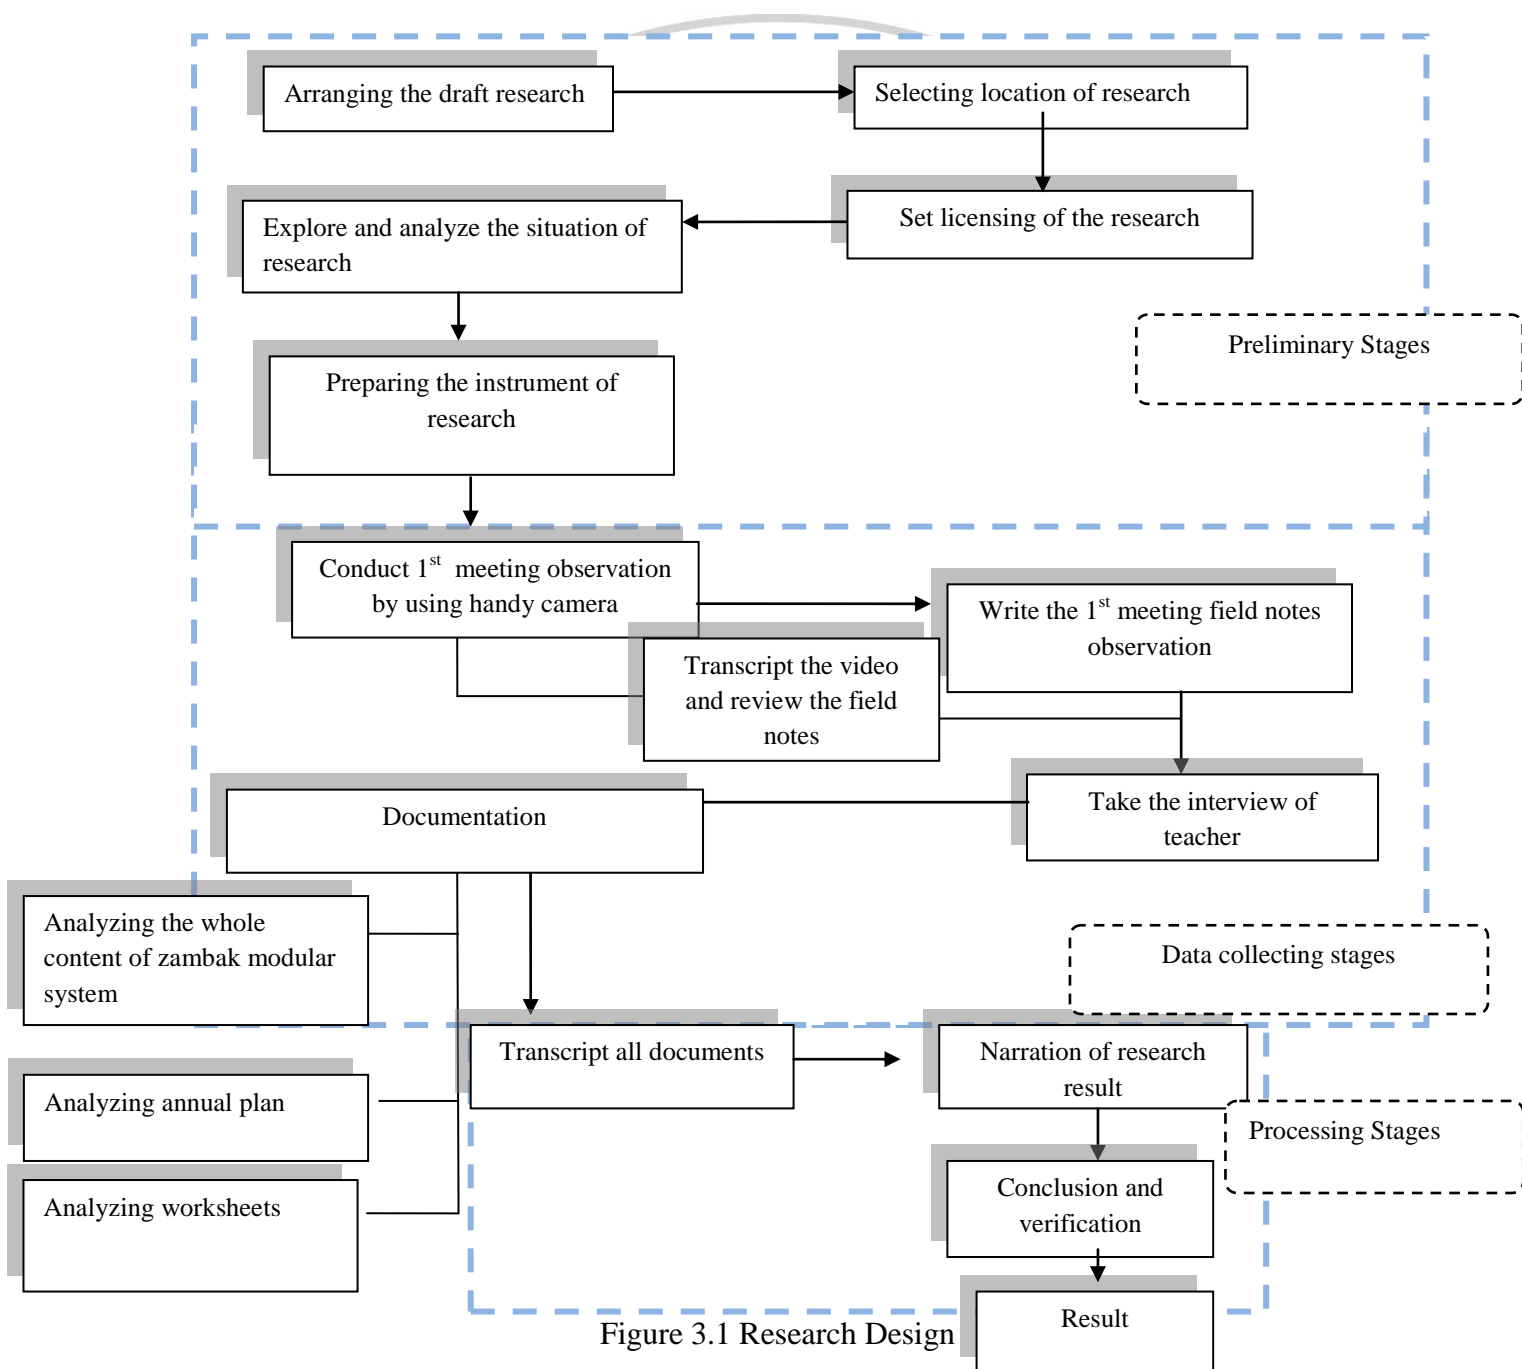 Arranging the draft research
Selecting location of research
Set licensing of the research
Explore and analyze the situation of
research
Preliminary Stages
Preparing the instrument of
research
Conduct 1st meeting observation
by using handy camera
Write the 1st meeting field notes
observation
Transcript the video
and review the field
notes
Take the interview of
teacher
Documentation
Analyzing the whole
content of zambak modular
system
Data collecting stages
Transcript all documents
Narration of research
result
Analyzing annual plan
Processing Stages
Conclusion and
verification
Analyzing worksheets
Result
Figure 3.1 Research Design